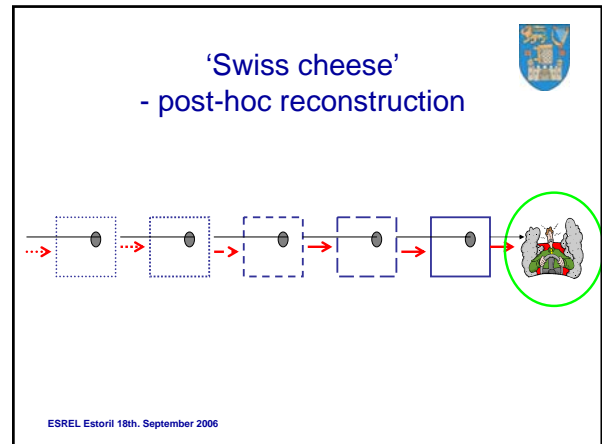 ‘Swiss cheese’
- post-hoc reconstruction
ESREL Estoril 18th. September 2006